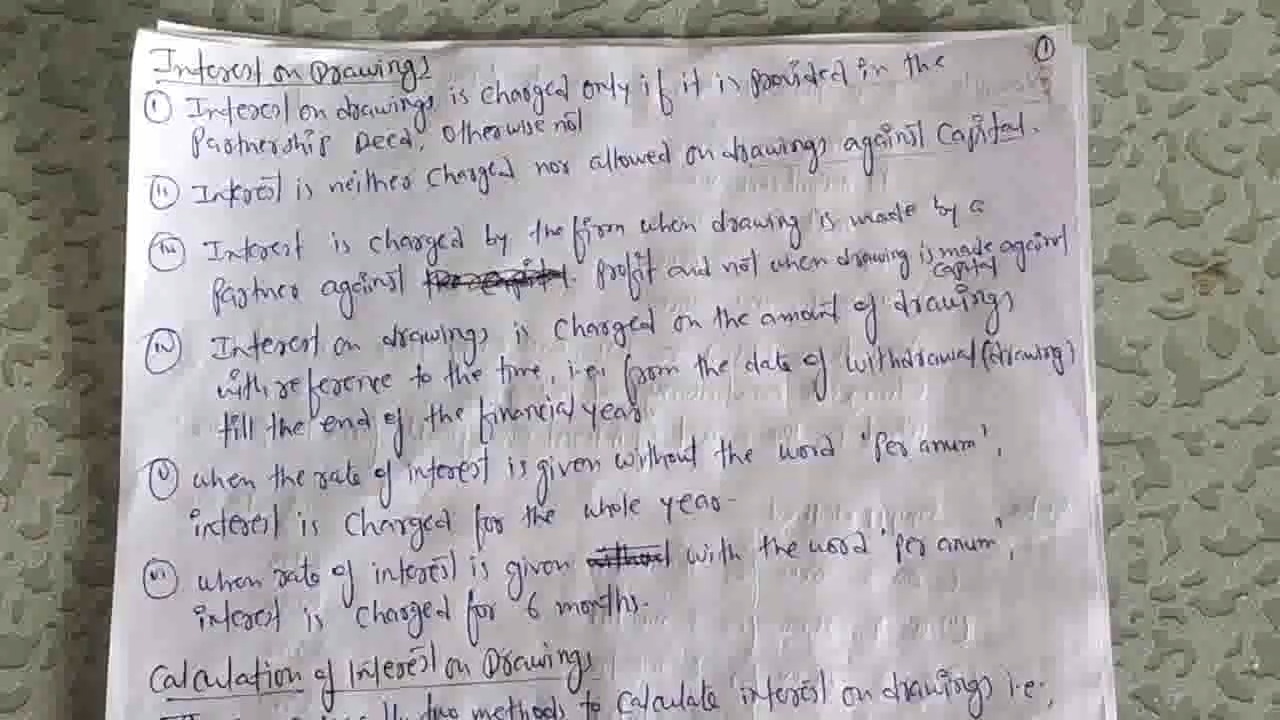 ①
Interest on Drawings
(i) Interest on drawings is charged only if it is provided in the
Partnership Deed, otherwise not
(ii) Interest is neither charged nor allowed on drawings against capital.
(iii) Interest is charged by the firm when drawing is made by a
partner against profit and not when drawing is made against
capital
(iv) Interest on drawings is charged on the amount of drawings
with reference to the time, i.e. from the date of withdrawal (drawing)
till the end of the financial year
(v) when the rate of interest is given without the word 'per anum',
interest is charged for the whole year.
(vi) when rate of interest is given with the word 'per anum',
interest is charged for 6 months.
Calculation of Interest on Drawings
two methods to calculate interest on drawings i.e.,